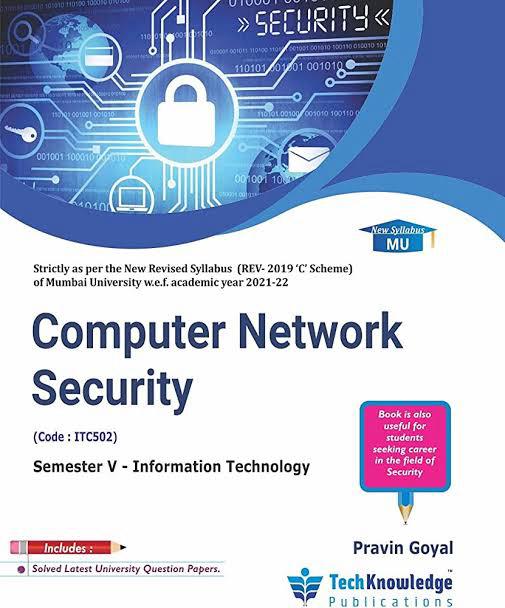 » SECURITY «
New Syllabus
MU
Strictly as per the New Revised Syllabus (REV- 2019 'C' Scheme)
of Mumbai University w.e.f. academic year 2021-22
Computer Network
Security
(Code : ITC502)
Semester V - Information Technology
Book is also
useful for
students
seeking career
in the field of
Security
Includes :
Solved Latest University Question Papers.
Pravin Goyal
TechKnowledge
Publications